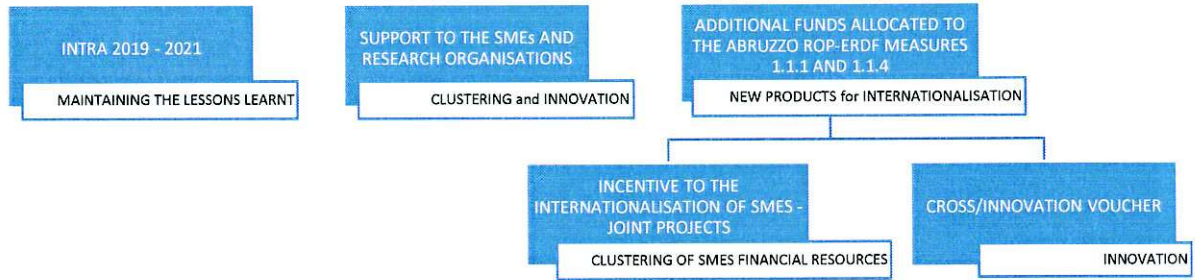 INTRA 2019 - 2021
MAINTAINING THE LESSONS LEARNT
SUPPORT TO THE SMEs AND
RESEARCH ORGANISATIONS
CLUSTERING and INNOVATION
ADDITIONAL FUNDS ALLOCATED TO
THE ABRUZZO ROP-ERDF MEASURES
1.1.1 AND 1.1.4
NEW PRODUCTS for INTERNATIONALISATION
INCENTIVE TO THE
INTERNATIONALISATION OF SMES -
JOINT PROJECTS
CLUSTERING OF SMES FINANCIAL RESOURCES
CROSS/INNOVATION VOUCHER
INNOVATION